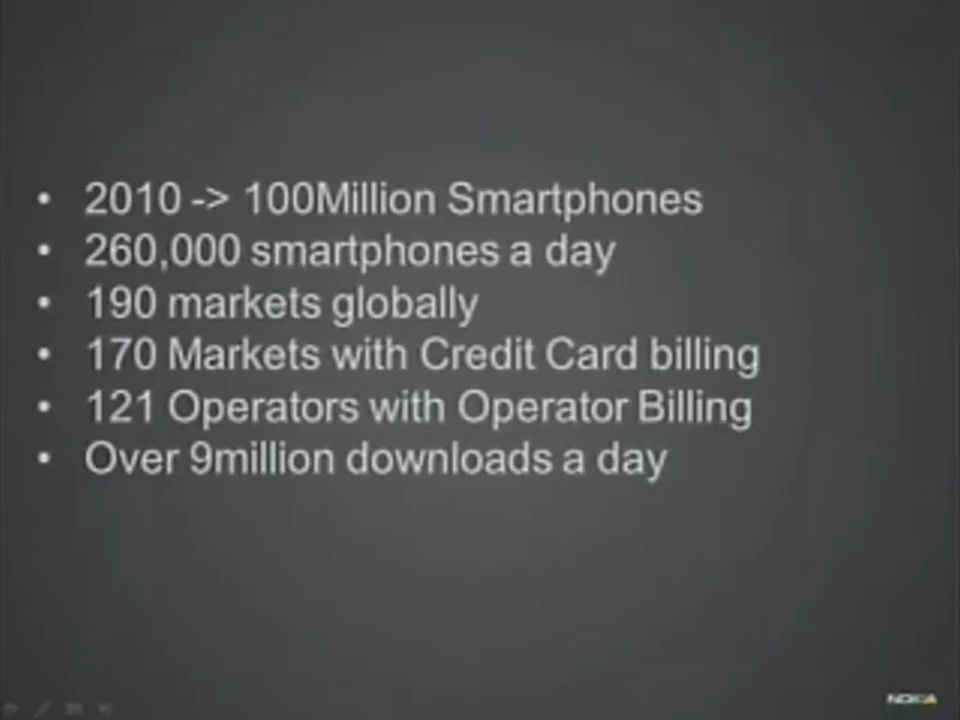 • 2010 -> 100Million Smartphones
• 260,000 smartphones a day
• 190 markets globally
• 170 Markets with Credit Card billing
• 121 Operators with Operator Billing
• Over 9million downloads a day
NOKIA